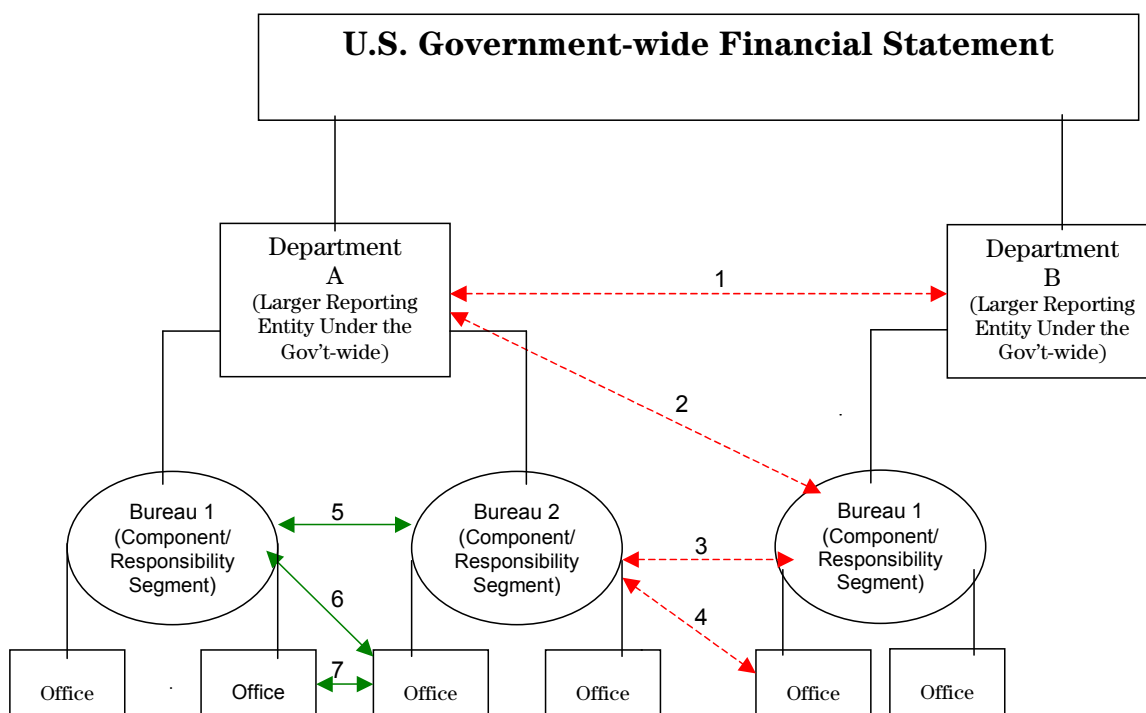 U.S. Government-wide Financial Statement
Department
A
(Larger Reporting
Entity Under the
Gov't-wide)
Department
B
(Larger Reporting
Entity Under the
Gov't-wide)
1
2
Bureau 1
(Component/
Responsibility
Segment)
5
Bureau 2
(Component/
Responsibility
Segment)
3
Bureau 1
(Component/
Responsibility
Segment)
6
4
7
Office
Office
Office
Office
Office
Office